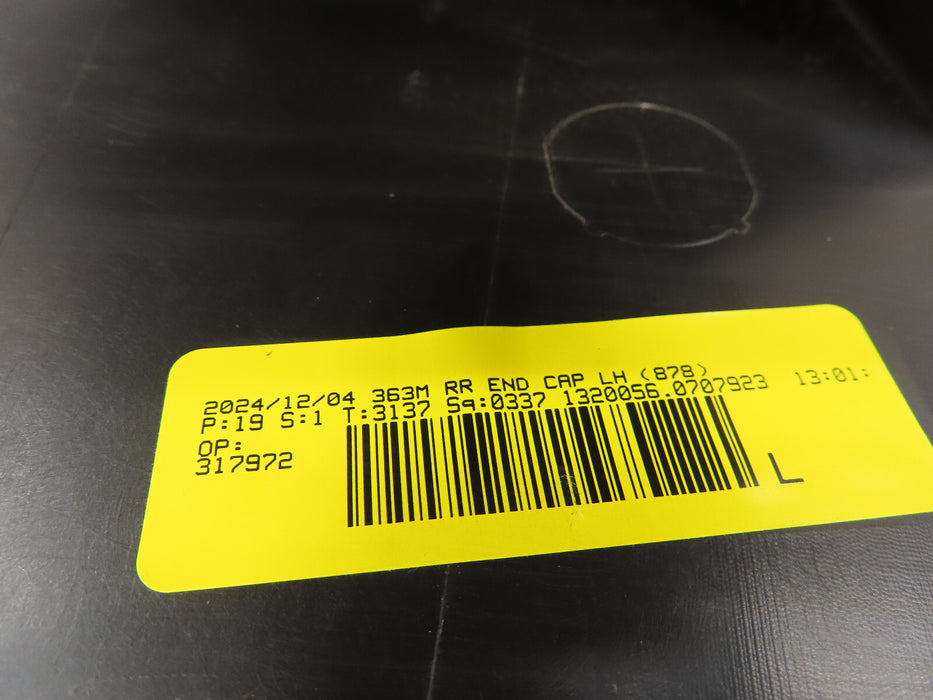 2024/12/04 363M RR END CAP LH (878) 13:01:
P:19 S:1 T:3137 Sq:0337 1320056.0707923
OP:
317972
L